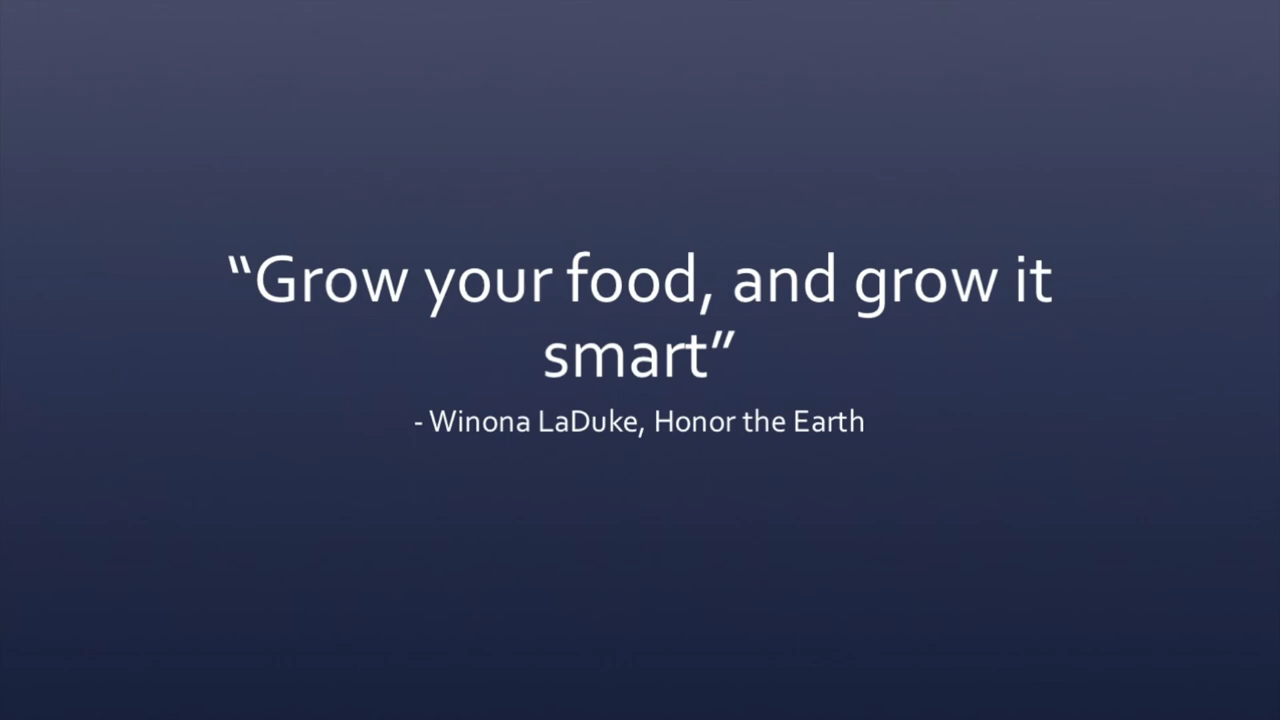 “Grow your food, and grow it
smart”
- Winona LaDuke, Honor the Earth